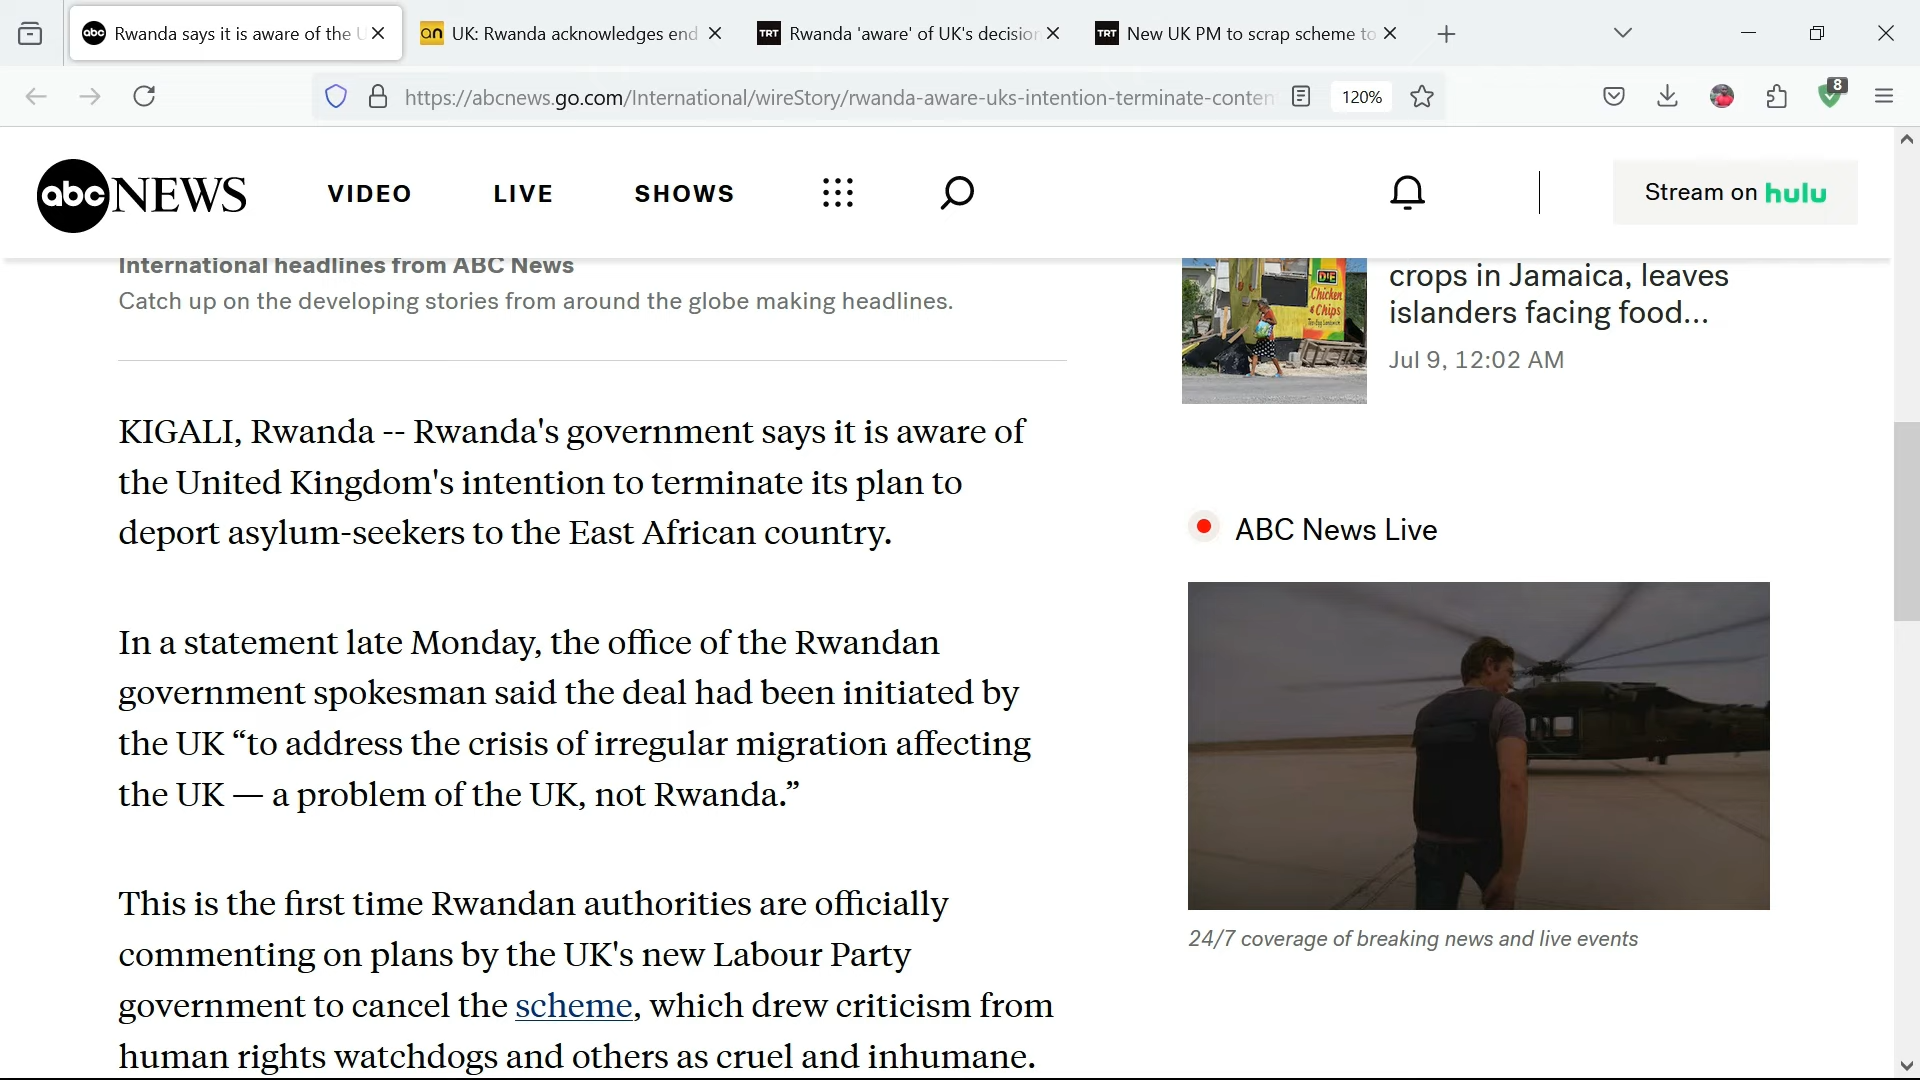 abc Rwanda says it is aware of the U
an UK: Rwanda acknowledges end
TRT Rwanda 'aware' of UK's decision
TRT New UK PM to scrap scheme to
https://abcnews.go.com/International/wireStory/rwanda-aware-uks-intention-terminate-conten
120%
8
abc NEWS
VIDEO
LIVE
SHOWS
Stream on hulu
International headlines from ABC News
Catch up on the developing stories from around the globe making headlines.
KIGALI, Rwanda -- Rwanda's government says it is aware of
the United Kingdom's intention to terminate its plan to
deport asylum-seekers to the East African country.
In a statement late Monday, the office of the Rwandan
government spokesman said the deal had been initiated by
the UK “to address the crisis of irregular migration affecting
the UK — a problem of the UK, not Rwanda.”
This is the first time Rwandan authorities are officially
commenting on plans by the UK's new Labour Party
government to cancel the scheme, which drew criticism from
human rights watchdogs and others as cruel and inhumane.
Chicken
& Chips
crops in Jamaica, leaves
islanders facing food...
Jul 9, 12:02 AM
ABC News Live
24/7 coverage of breaking news and live events